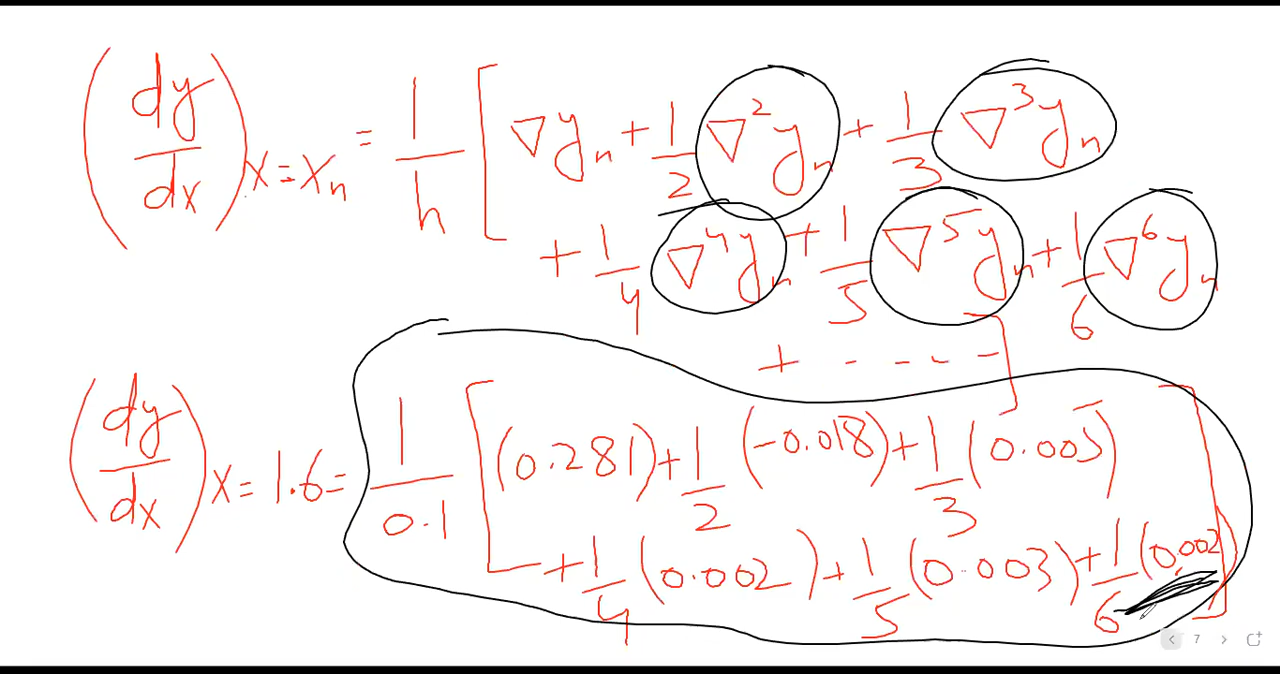 (dy/dx)x=xₙ = 1/h [∇yₙ + 1/2 ∇²yₙ + 1/3 ∇³yₙ
+ 1/4 ∇⁴yₙ + 1/5 ∇⁵yₙ + 1/6 ∇⁶yₙ
+ - - - -]
(dy/dx)x=1.6 = 1/0.1 [(0.281) + 1/2 (-0.018) + 1/3 (0.005)
+ 1/4 (0.002) + 1/5 (0.003) + 1/6 (0.002)]
7